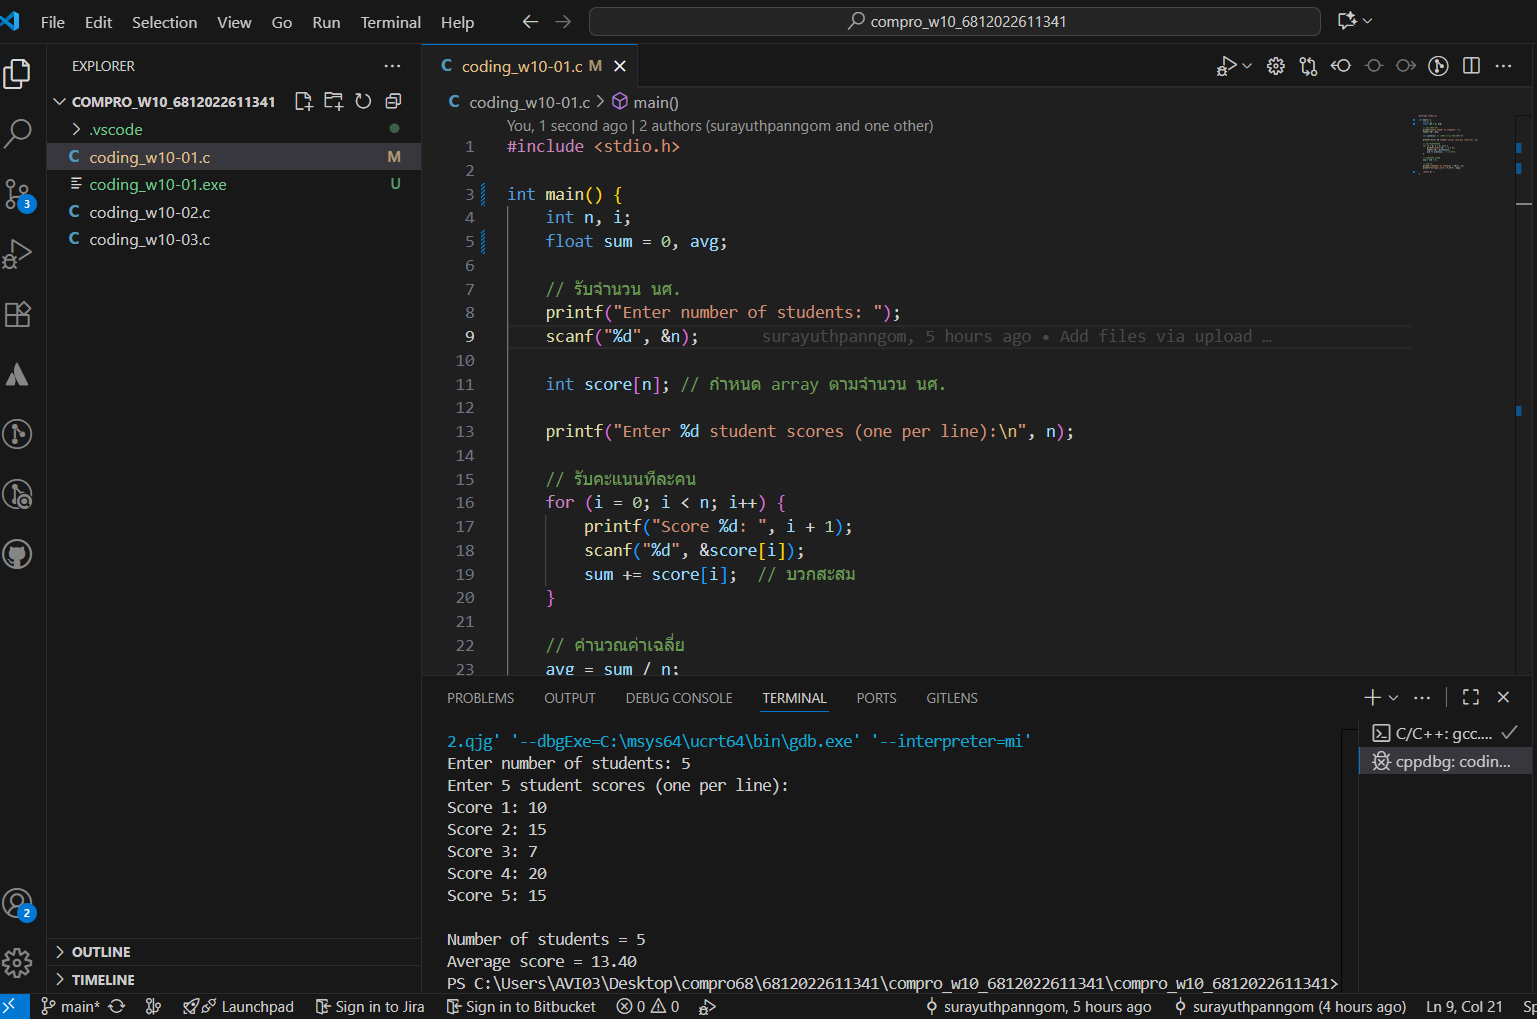 File Edit Selection View Go Run Terminal Help
compro_w10_6812022611341
EXPLORER
COMPRO_W10_6812022611341
.vscode
C coding_w10-01.c M
coding_w10-01.exe U
C coding_w10-02.c
C coding_w10-03.c
3
2
OUTLINE
TIMELINE
C coding_w10-01.c M
C coding_w10-01.c > main()
You, 1 second ago | 2 authors (surayuthpanngom and one other)
1 #include <stdio.h>
2
3 int main() {
4 int n, i;
5 float sum = 0, avg;
6
7 // รับจำนวน นศ.
8 printf("Enter number of students: ");
9 scanf("%d", &n); surayuthpanngom, 5 hours ago • Add files via upload …
10
11 int score[n]; // กำหนด array ตามจำนวน นศ.
12
13 printf("Enter %d student scores (one per line):\n", n);
14
15 // รับคะแนนทีละคน
16 for (i = 0; i < n; i++) {
17 printf("Score %d: ", i + 1);
18 scanf("%d", &score[i]);
19 sum += score[i]; // บวกสะสม
20 }
21
22 // คำนวณค่าเฉลี่ย
23 avg = sum / n;
PROBLEMS OUTPUT DEBUG CONSOLE TERMINAL PORTS GITLENS
2.qjg' '--dbgExe=C:\msys64\ucrt64\bin\gdb.exe' '--interpreter=mi'
Enter number of students: 5
Enter 5 student scores (one per line):
Score 1: 10
Score 2: 15
Score 3: 7
Score 4: 20
Score 5: 15
Number of students = 5
Average score = 13.40
PS C:\Users\AVI03\Desktop\compro68\6812022611341\compro_w10_6812022611341\compro_w10_6812022611341>
C/C++: gcc....
cppdbg: codin...
main* Launchpad Sign in to Jira Sign in to Bitbucket 0 0 surayuthpanngom, 5 hours ago surayuthpanngom (4 hours ago) Ln 9, Col 21 Sp